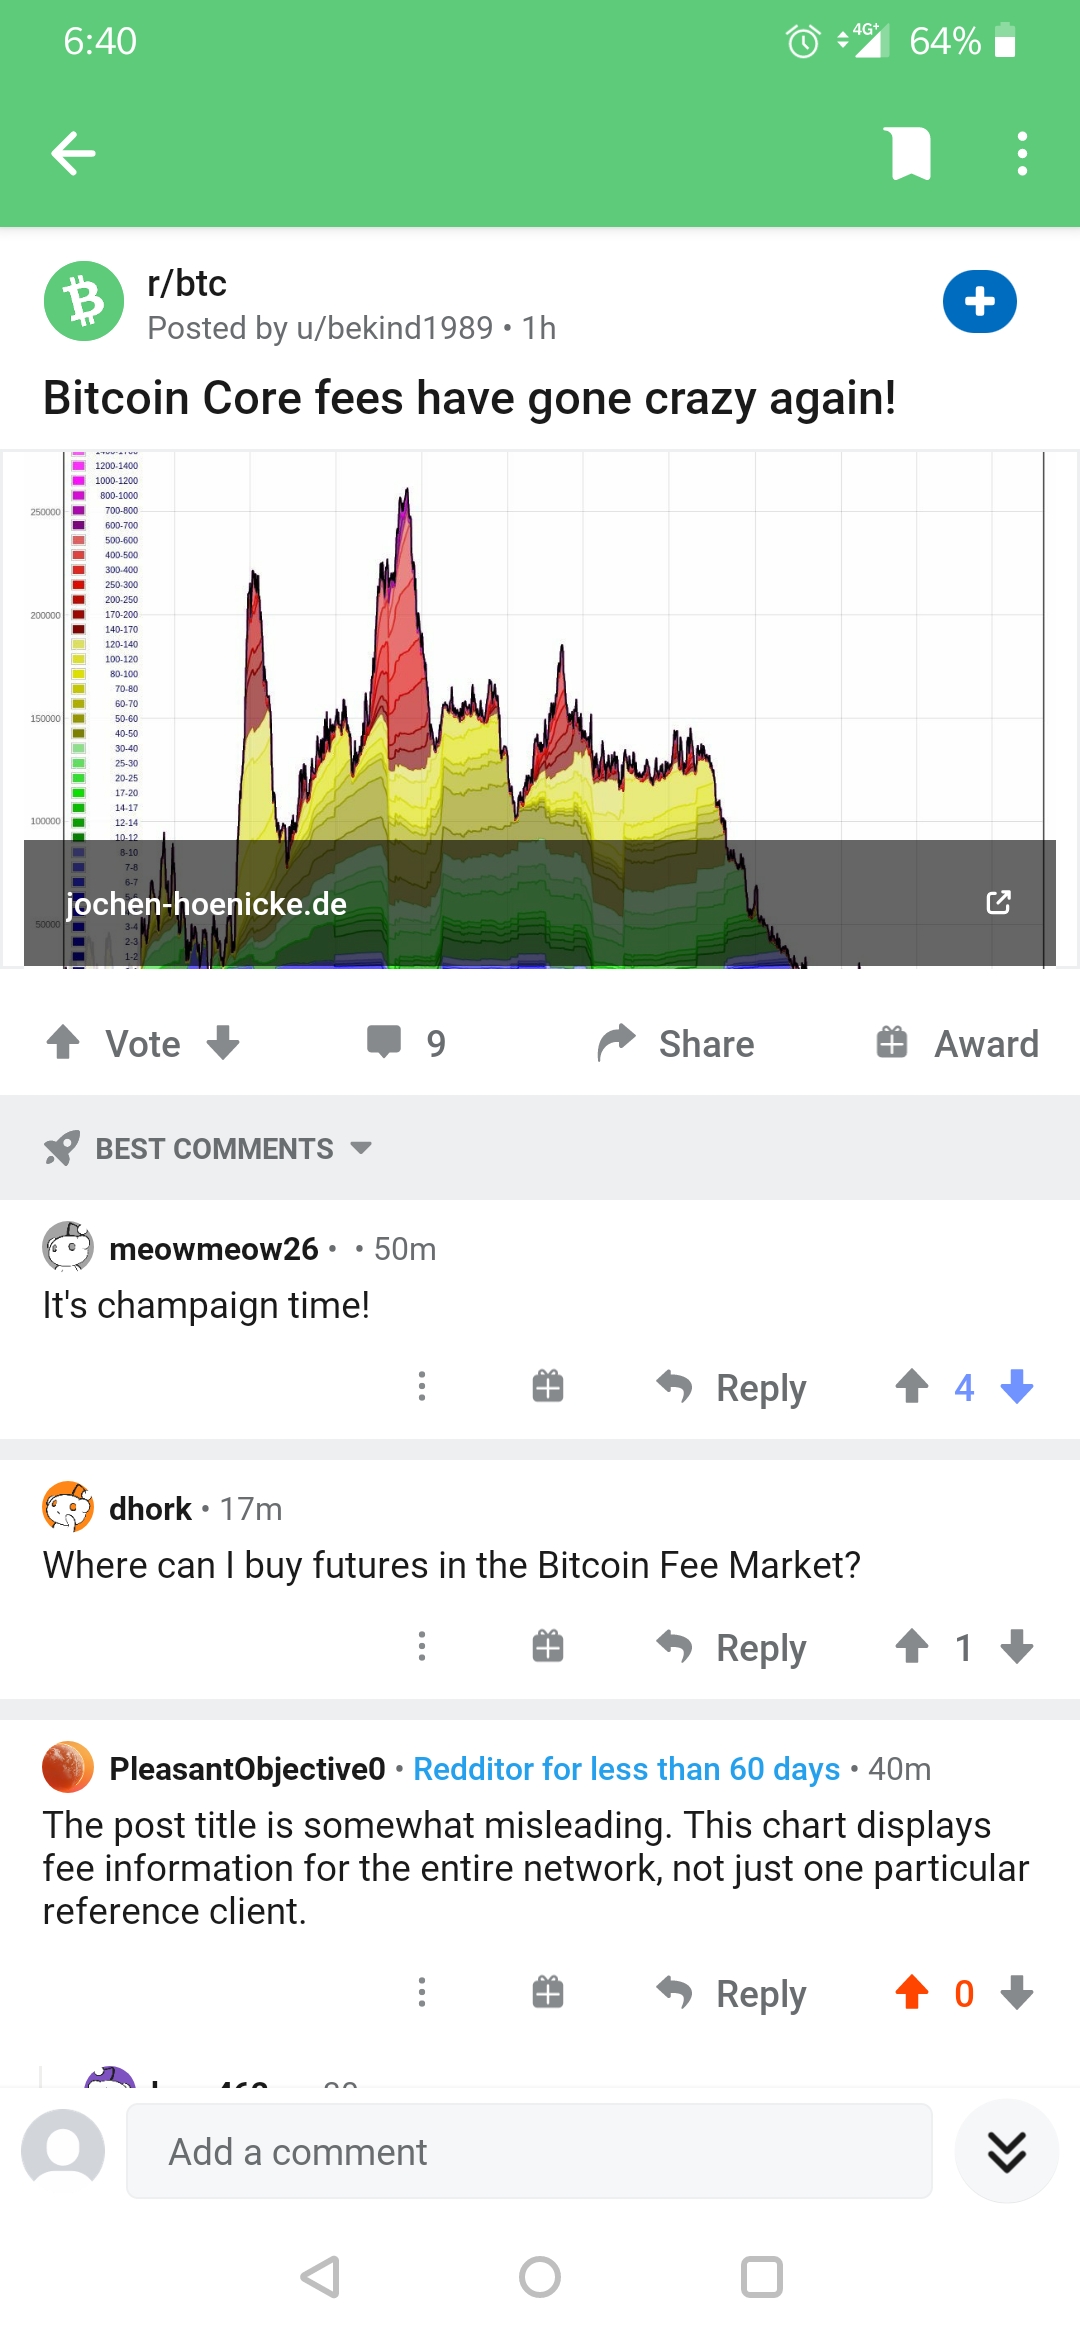 6:40
4G+ 64%
r/btc
Posted by u/bekind1989 • 1h
Bitcoin Core fees have gone crazy again!
1200-1400
1000-1200
800-1000
700-800
250000
600-700
500-600
400-500
300-400
250-300
200-250
200000
170-200
140-170
120-140
100-120
80-100
70-80
60-70
150000
50-60
40-50
30-40
25-30
20-25
17-20
14-17
100000
12-14
10-12
8-10
7-8
6-7
jochen-hoenicke.de
50000
3-4
2-3
1-2
Vote
9
Share
Award
BEST COMMENTS
meowmeow26 • • 50m
It's champaign time!
Reply
4
dhork • 17m
Where can I buy futures in the Bitcoin Fee Market?
Reply
1
PleasantObjective0 • Redditor for less than 60 days • 40m
The post title is somewhat misleading. This chart displays
fee information for the entire network, not just one particular
reference client.
Reply
0
Add a comment